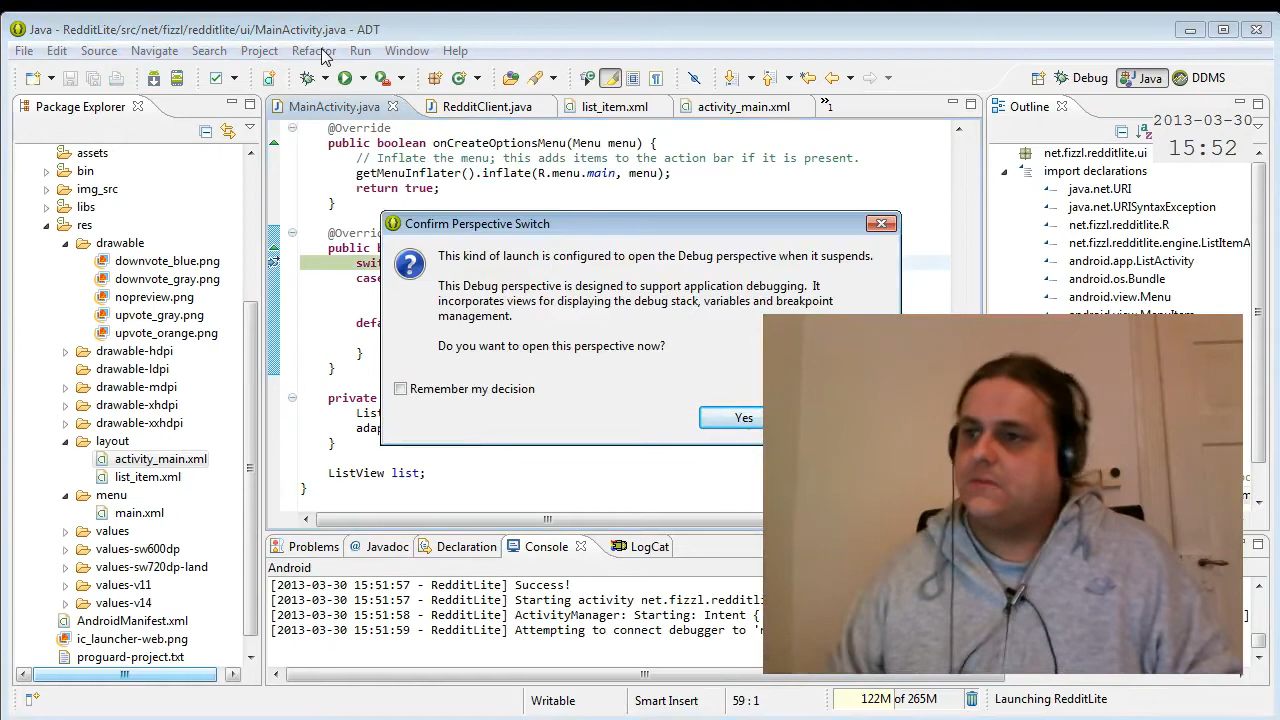 Java - RedditLite/src/net/fizzl/redditlite/ui/MainActivity.java - ADT
File Edit Source Navigate Search Project Refactor Run Window Help
Debug Java DDMS
Package Explorer
MainActivity.java RedditClient.java list_item.xml activity_main.xml »1
Outline
2013-03-30
15:52
assets
bin
img_src
libs
res
drawable
downvote_blue.png
downvote_gray.png
nopreview.png
upvote_gray.png
upvote_orange.png
drawable-hdpi
drawable-ldpi
drawable-mdpi
drawable-xhdpi
drawable-xxhdpi
layout
activity_main.xml
list_item.xml
menu
main.xml
values
values-sw600dp
values-sw720dp-land
values-v11
values-v14
AndroidManifest.xml
ic_launcher-web.png
proguard-project.txt
@Override
public boolean onCreateOptionsMenu(Menu menu) {
// Inflate the menu; this adds items to the action bar if it is present.
getMenuInflater().inflate(R.menu.main, menu);
return true;
}
@Overri
public b
swi
case
defa
}
}
private
List
adap
}
ListView list;
}
Confirm Perspective Switch
This kind of launch is configured to open the Debug perspective when it suspends.
This Debug perspective is designed to support application debugging. It
incorporates views for displaying the debug stack, variables and breakpoint
management.
Do you want to open this perspective now?
Remember my decision
Yes
net.fizzl.redditlite.ui
import declarations
java.net.URI
java.net.URISyntaxException
net.fizzl.redditlite.R
net.fizzl.redditlite.engine.ListItemA
android.app.ListActivity
android.os.Bundle
android.view.Menu
android.view.MenuItem
Problems @ Javadoc Declaration Console LogCat
Android
[2013-03-30 15:51:57 - RedditLite] Success!
[2013-03-30 15:51:57 - RedditLite] Starting activity net.fizzl.redditl
[2013-03-30 15:51:58 - RedditLite] ActivityManager: Starting: Intent {
[2013-03-30 15:51:59 - RedditLite] Attempting to connect debugger to '
Writable Smart Insert 59 : 1 122M of 265M Launching RedditLite